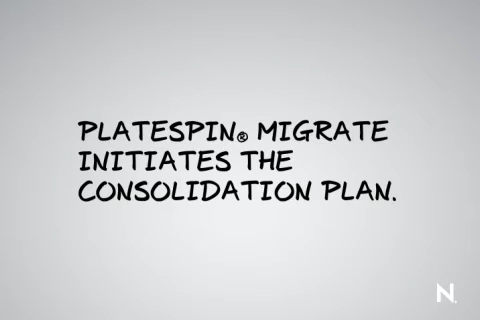 PLATESPIN® MIGRATE
INITIATES THE
CONSOLIDATION PLAN.
N